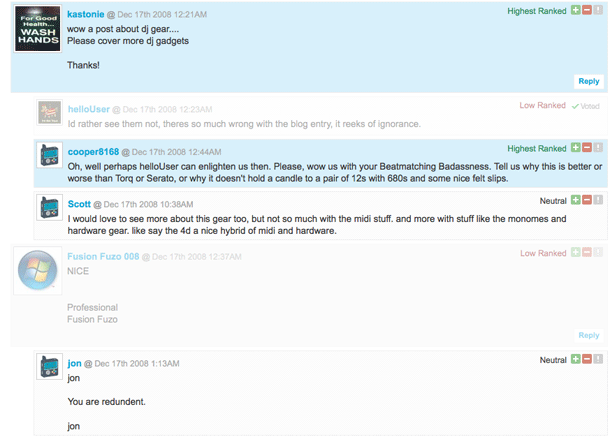 For Good
Health...
WASH
HANDS
kastonie @ Dec 17th 2008 12:21AM
Highest Ranked
wow a post about dj gear....
Please cover more dj gadgets
Thanks!
Reply
helloUser @ Dec 17th 2008 12:23AM
Low Ranked Voted
Id rather see them not, theres so much wrong with the blog entry, it reeks of ignorance.
cooper8168 @ Dec 17th 2008 12:44AM
Highest Ranked
Oh, well perhaps helloUser can enlighten us then. Please, wow us with your Beatmatching Badassness. Tell us why this is better or
worse than Torq or Serato, or why it doesn't hold a candle to a pair of 12s with 680s and some nice felt slips.
Scott @ Dec 17th 2008 10:38AM
Neutral
I would love to see more about this gear too, but not so much with the midi stuff. and more with stuff like the monomes and
hardware gear. like say the 4d a nice hybrid of midi and hardware.
Fusion Fuzo 008 @ Dec 17th 2008 12:37AM
Low Ranked
NICE
Professional
Fusion Fuzo
Reply
jon @ Dec 17th 2008 1:13AM
Neutral
jon
You are redundent.
jon